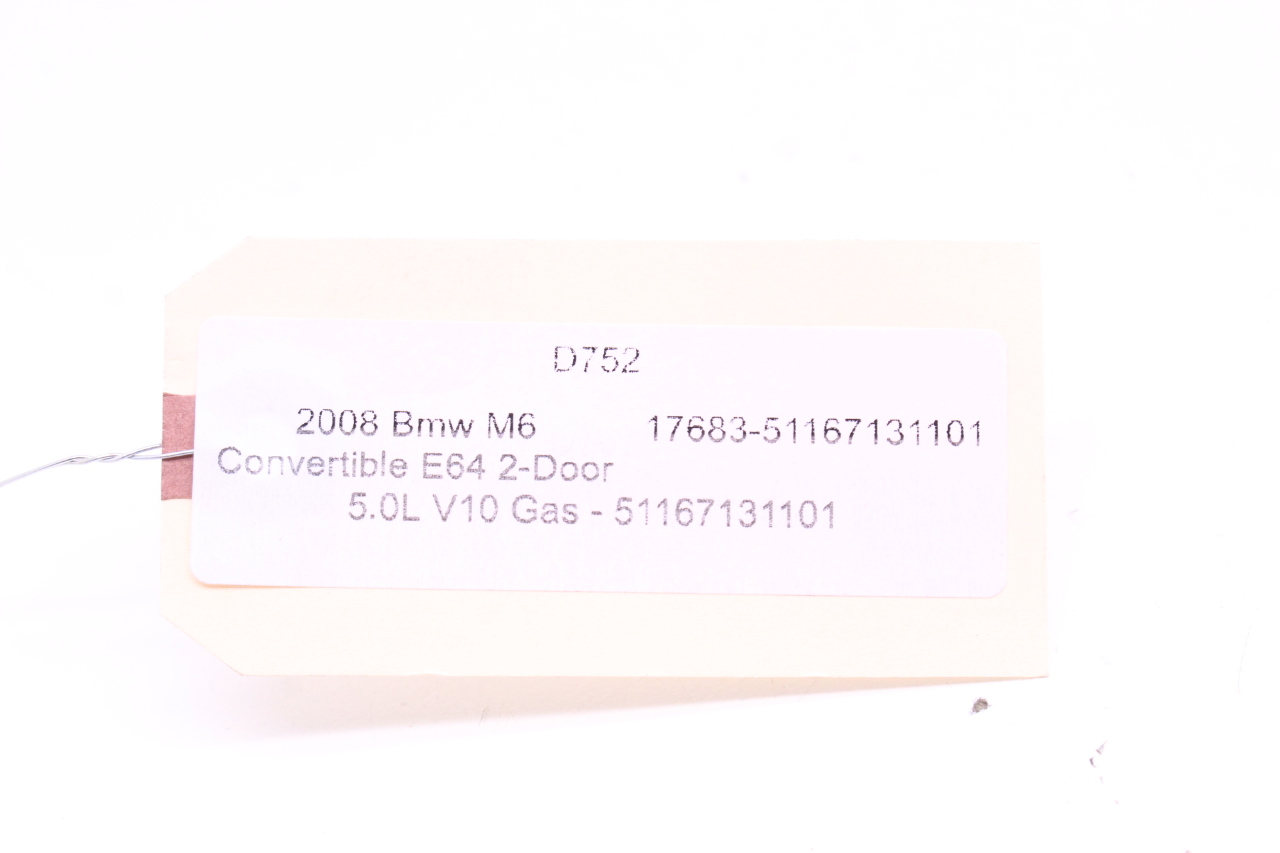 D752
2008 Bmw M6 17683-51167131101
Convertible E64 2-Door
5.0L V10 Gas - 51167131101